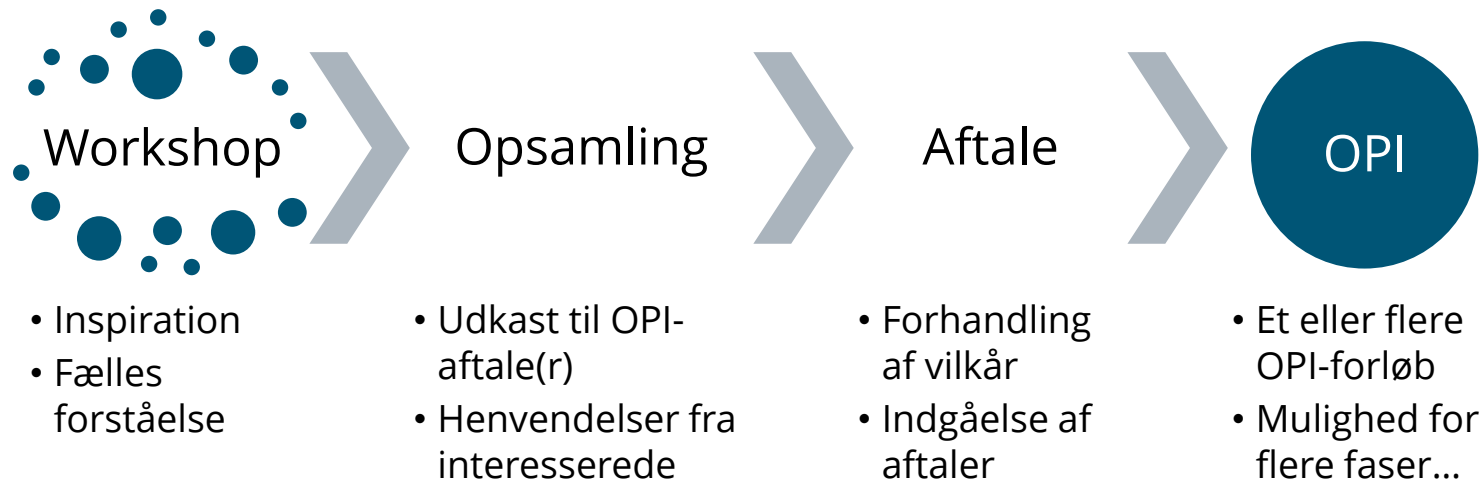 Workshop
Opsamling
Aftale
OPI
• Inspiration
• Fælles
forståelse
• Udkast til OPI-
aftale(r)
• Henvendelser fra
interesserede
• Forhandling
af vilkår
• Indgåelse af
aftaler
• Et eller flere
OPI-forløb
• Mulighed for
flere faser...